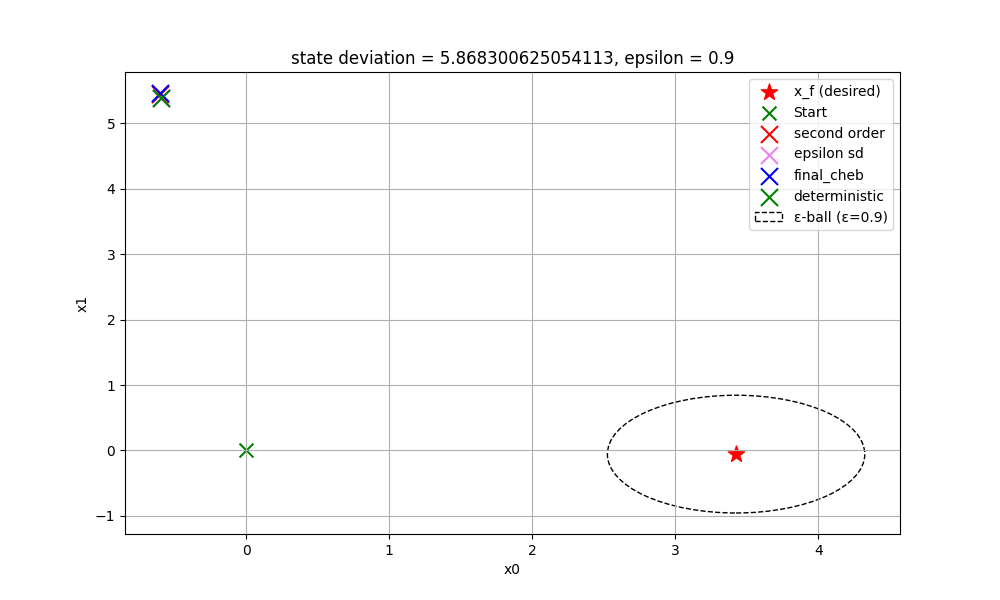 state deviation = 5.868300625054113, epsilon = 0.9
x_f (desired)
Start
second order
epsilon sd
final_cheb
deterministic
ε-ball (ε=0.9)
x1
5
4
3
2
1
0
−1
0 1 2 3 4
x0